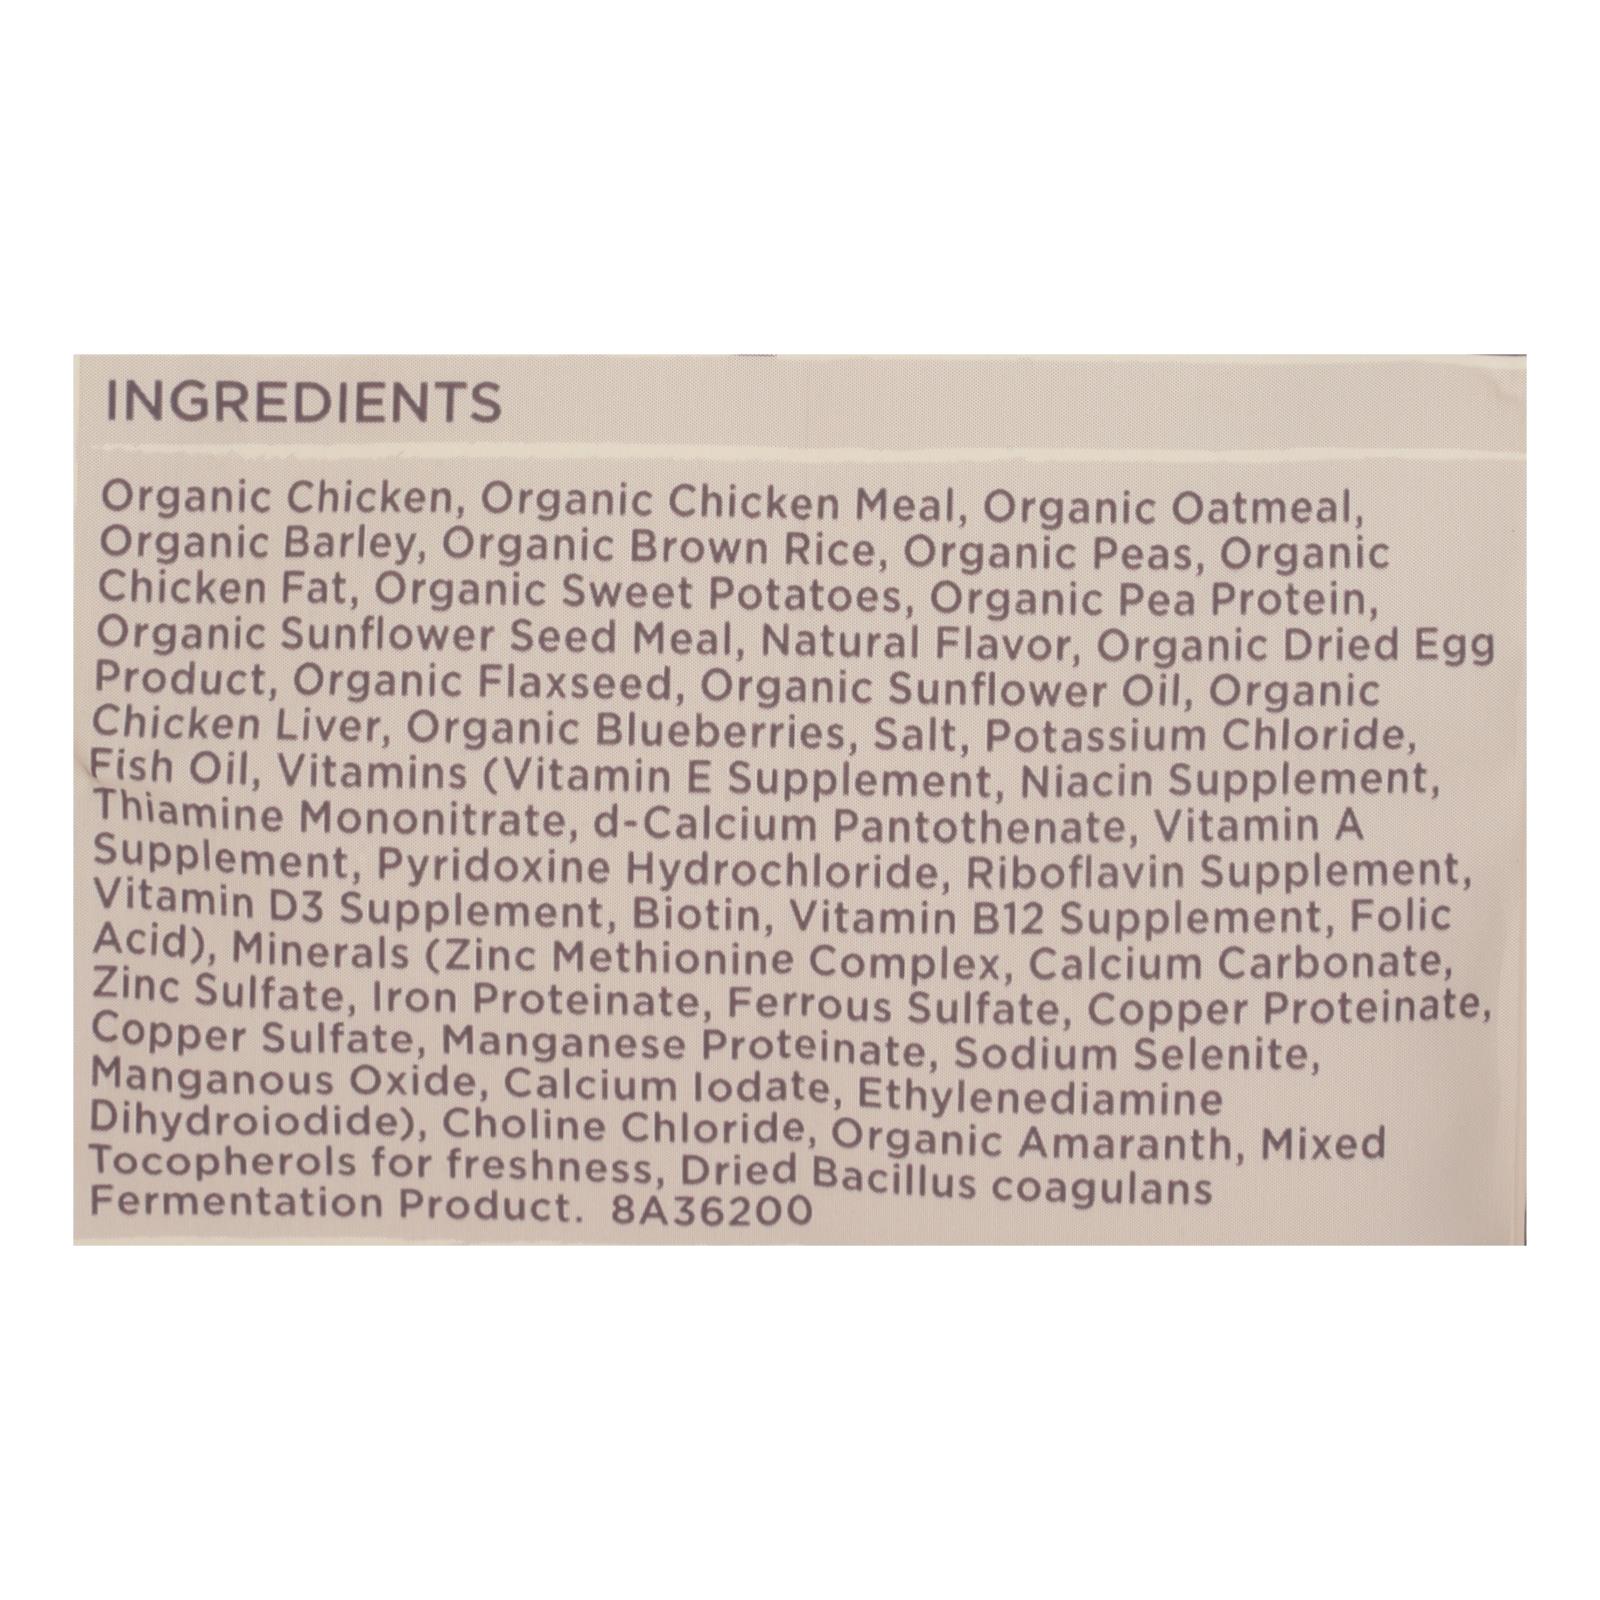 INGREDIENTS
Organic Chicken, Organic Chicken Meal, Organic Oatmeal,
Organic Barley, Organic Brown Rice, Organic Peas, Organic
Chicken Fat, Organic Sweet Potatoes, Organic Pea Protein,
Organic Sunflower Seed Meal, Natural Flavor, Organic Dried Egg
Product, Organic Flaxseed, Organic Sunflower Oil, Organic
Chicken Liver, Organic Blueberries, Salt, Potassium Chloride,
Fish Oil, Vitamins (Vitamin E Supplement, Niacin Supplement,
Thiamine Mononitrate, d-Calcium Pantothenate, Vitamin A
Supplement, Pyridoxine Hydrochloride, Riboflavin Supplement,
Vitamin D3 Supplement, Biotin, Vitamin B12 Supplement, Folic
Acid), Minerals (Zinc Methionine Complex, Calcium Carbonate,
Zinc Sulfate, Iron Proteinate, Ferrous Sulfate, Copper Proteinate,
Copper Sulfate, Manganese Proteinate, Sodium Selenite,
Manganous Oxide, Calcium Iodate, Ethylenediamine
Dihydroiodide), Choline Chloride, Organic Amaranth, Mixed
Tocopherols for freshness, Dried Bacillus coagulans
Fermentation Product. 8A36200